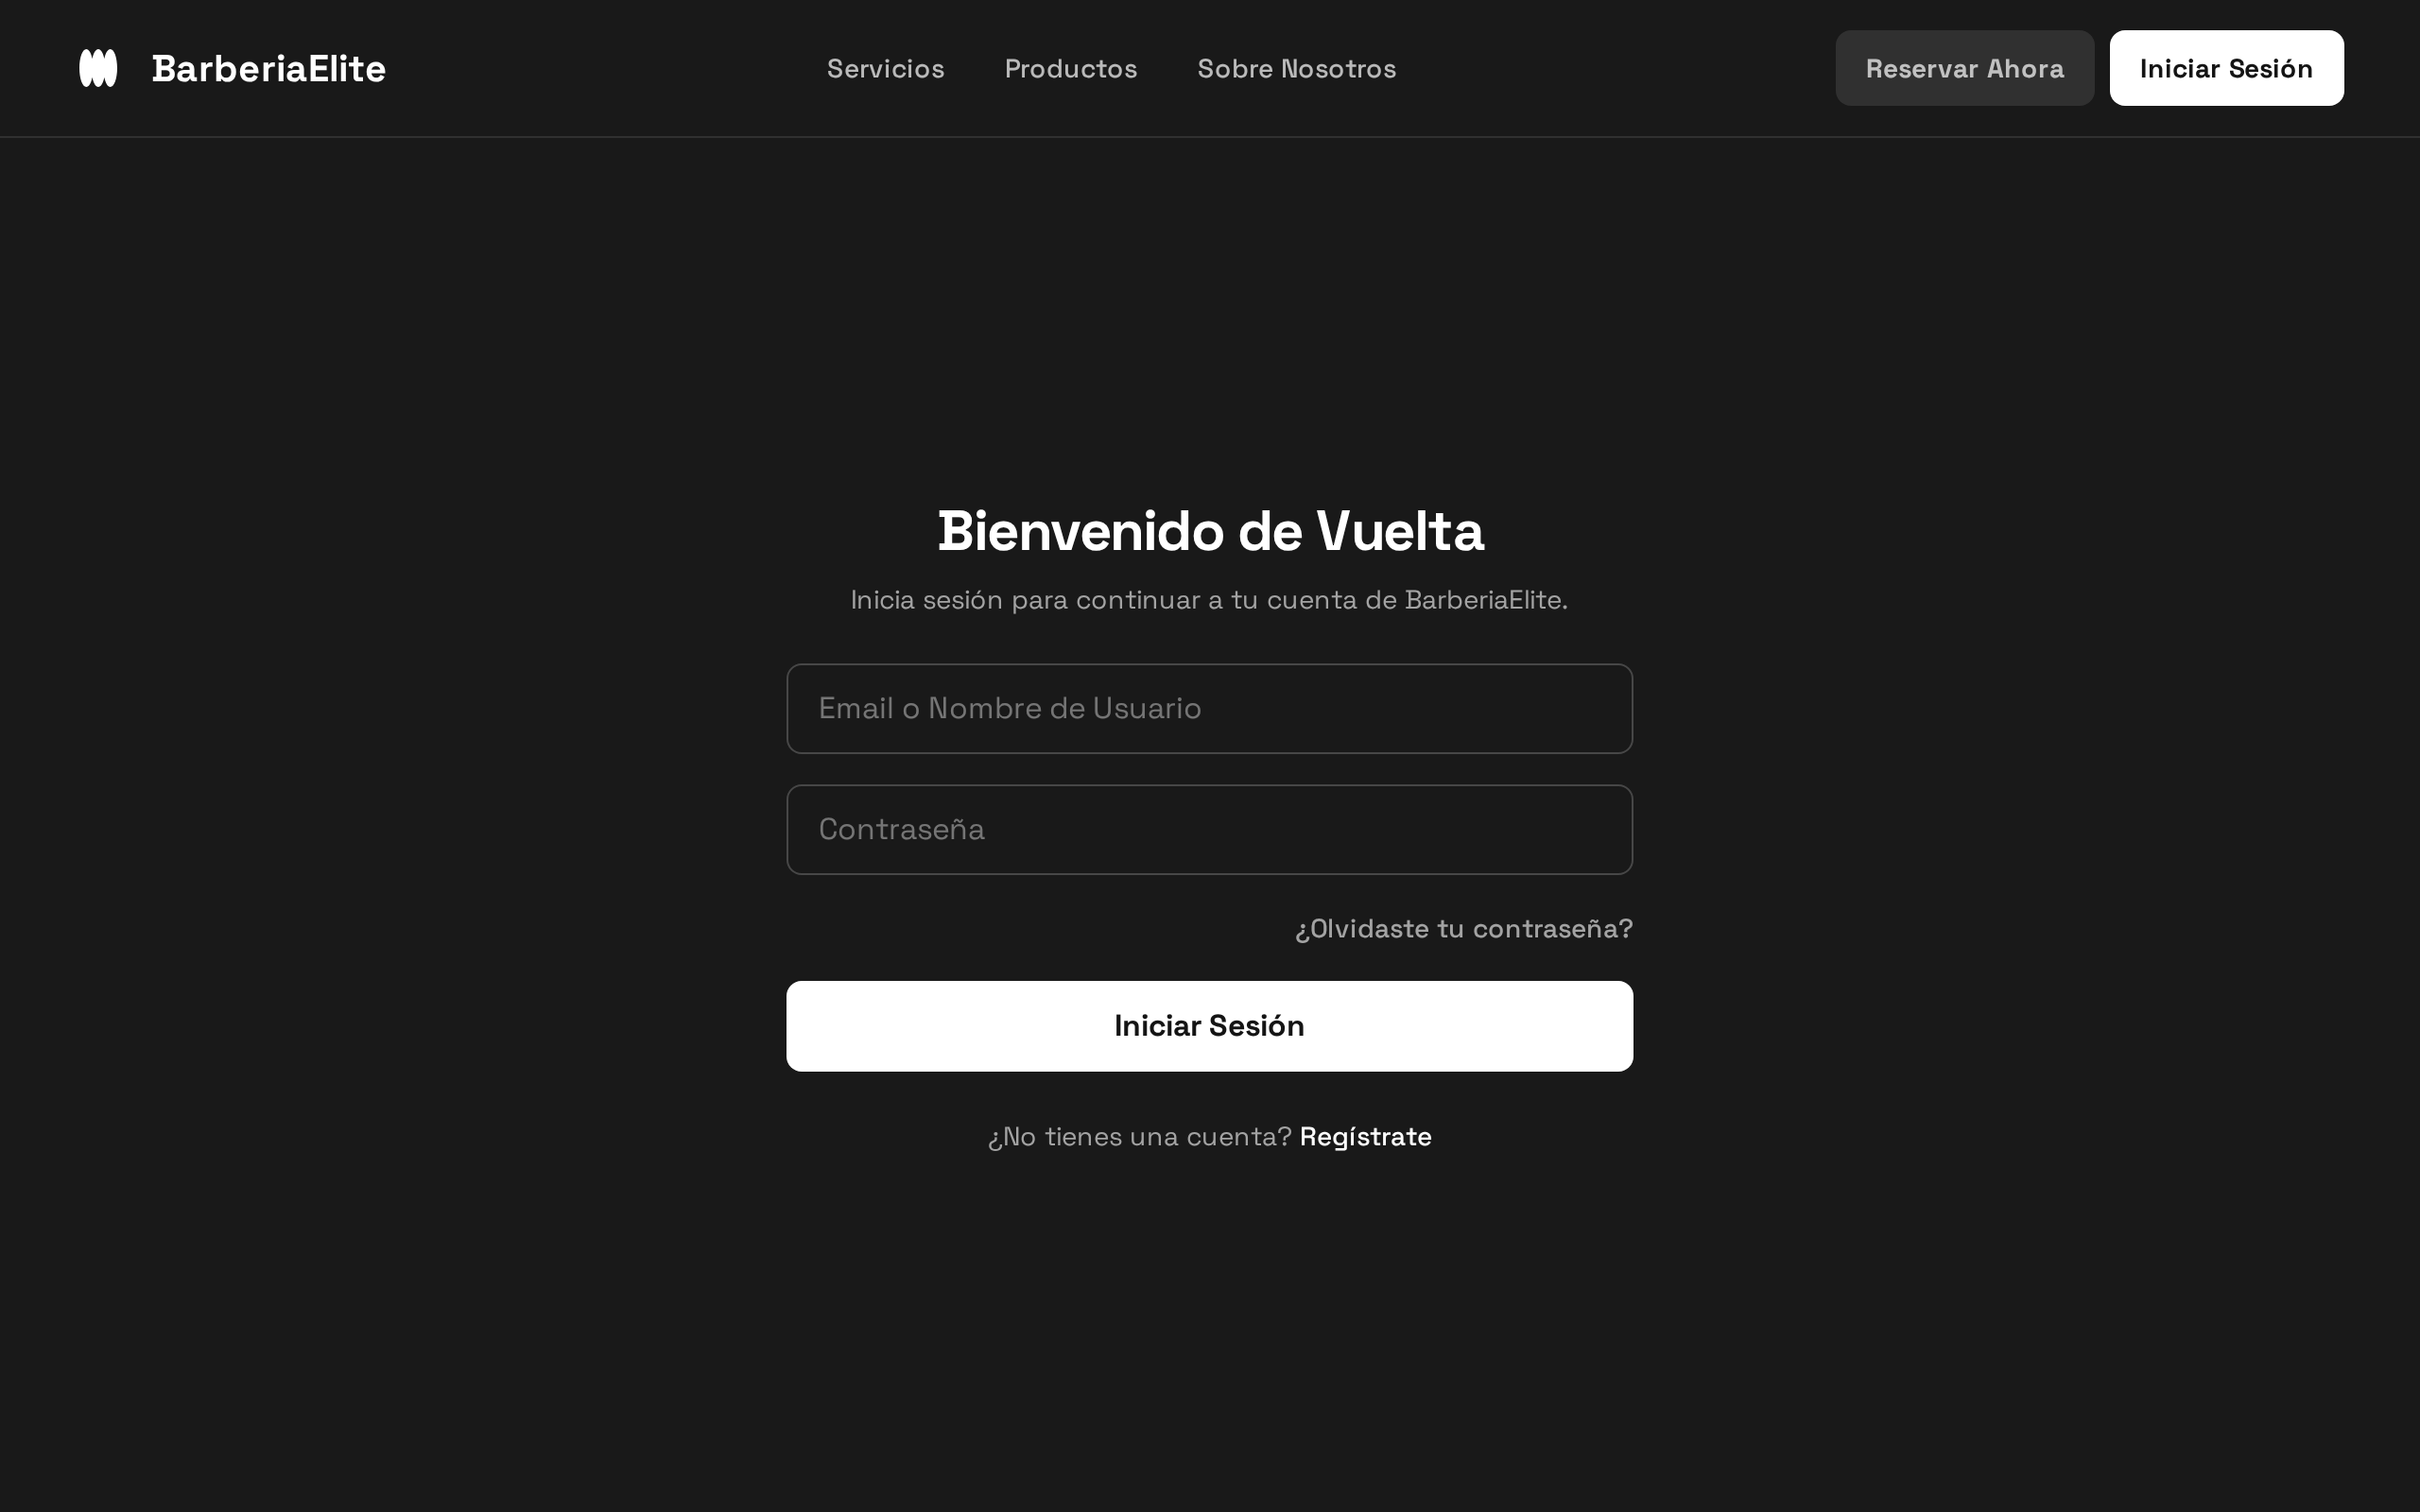 BarberiaElite
Servicios
Productos
Sobre Nosotros
Reservar Ahora
Iniciar Sesión
Bienvenido de Vuelta
Inicia sesión para continuar a tu cuenta de BarberiaElite.
Email o Nombre de Usuario
Contraseña
¿Olvidaste tu contraseña?
Iniciar Sesión
¿No tienes una cuenta? Regístrate